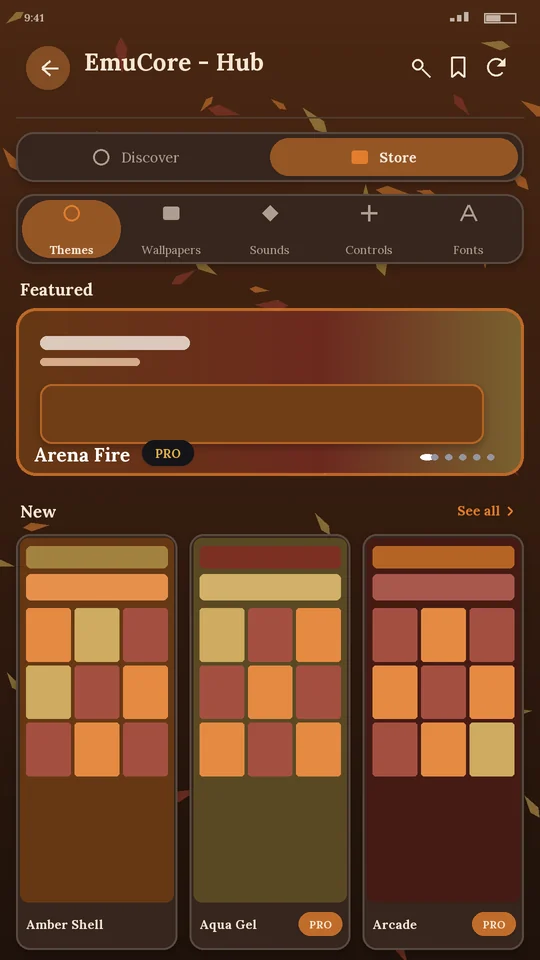 9:41
EmuCore - Hub
Discover
Store
Themes
Wallpapers
Sounds
Controls
Fonts
Featured
Arena Fire
PRO
New
See all
Amber Shell
Aqua Gel
PRO
Arcade
PRO